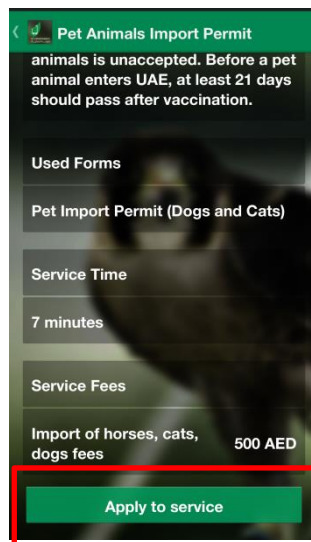 Pet Animals Import Permit
animals is unaccepted. Before a pet
animal enters UAE, at least 21 days
should pass after vaccination.
Used Forms
Pet Import Permit (Dogs and Cats)
Service Time
7 minutes
Service Fees
Import of horses, cats, 500 AED
dogs fees
Apply to service